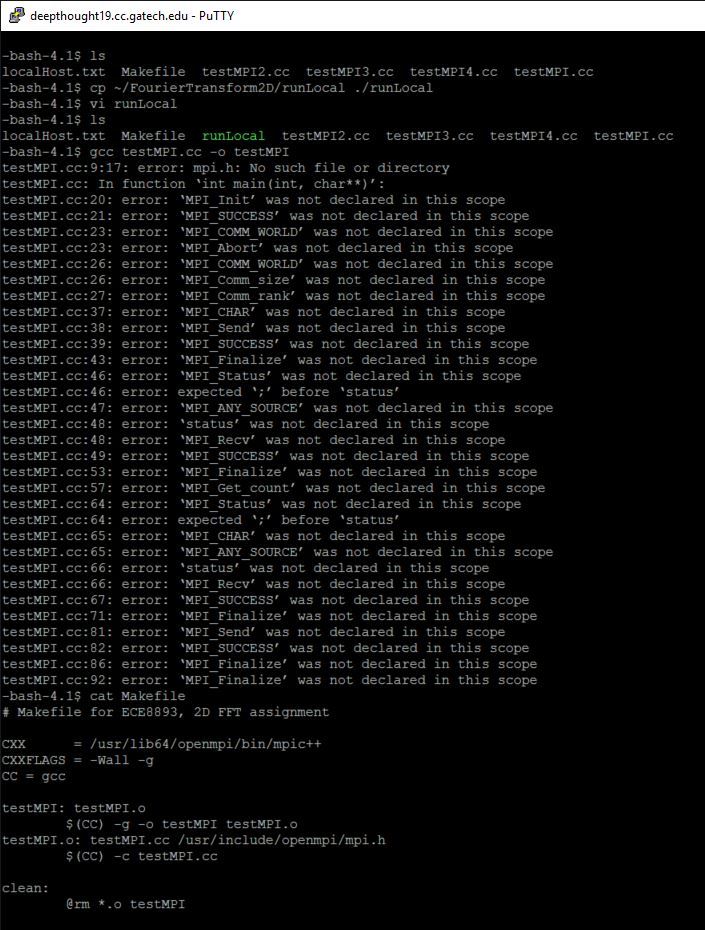 deepthought19.cc.gatech.edu - PuTTY
-bash-4.1$ ls
localHost.txt  Makefile  testMPI2.cc  testMPI3.cc  testMPI4.cc  testMPI.cc
-bash-4.1$ cp ~/FourierTransform2D/runLocal ./runLocal
-bash-4.1$ vi runLocal
-bash-4.1$ ls
localHost.txt  Makefile  runLocal  testMPI2.cc  testMPI3.cc  testMPI4.cc  testMPI.cc
-bash-4.1$ gcc testMPI.cc -o testMPI
testMPI.cc:9:17: error: mpi.h: No such file or directory
testMPI.cc: In function ‘int main(int, char**)’:
testMPI.cc:20: error: ‘MPI_Init’ was not declared in this scope
testMPI.cc:21: error: ‘MPI_SUCCESS’ was not declared in this scope
testMPI.cc:23: error: ‘MPI_COMM_WORLD’ was not declared in this scope
testMPI.cc:23: error: ‘MPI_Abort’ was not declared in this scope
testMPI.cc:26: error: ‘MPI_COMM_WORLD’ was not declared in this scope
testMPI.cc:26: error: ‘MPI_Comm_size’ was not declared in this scope
testMPI.cc:27: error: ‘MPI_Comm_rank’ was not declared in this scope
testMPI.cc:37: error: ‘MPI_CHAR’ was not declared in this scope
testMPI.cc:38: error: ‘MPI_Send’ was not declared in this scope
testMPI.cc:39: error: ‘MPI_SUCCESS’ was not declared in this scope
testMPI.cc:43: error: ‘MPI_Finalize’ was not declared in this scope
testMPI.cc:46: error: ‘MPI_Status’ was not declared in this scope
testMPI.cc:46: error: expected ‘;’ before ‘status’
testMPI.cc:47: error: ‘MPI_ANY_SOURCE’ was not declared in this scope
testMPI.cc:48: error: ‘status’ was not declared in this scope
testMPI.cc:48: error: ‘MPI_Recv’ was not declared in this scope
testMPI.cc:49: error: ‘MPI_SUCCESS’ was not declared in this scope
testMPI.cc:53: error: ‘MPI_Finalize’ was not declared in this scope
testMPI.cc:57: error: ‘MPI_Get_count’ was not declared in this scope
testMPI.cc:64: error: ‘MPI_Status’ was not declared in this scope
testMPI.cc:64: error: expected ‘;’ before ‘status’
testMPI.cc:65: error: ‘MPI_CHAR’ was not declared in this scope
testMPI.cc:65: error: ‘MPI_ANY_SOURCE’ was not declared in this scope
testMPI.cc:66: error: ‘status’ was not declared in this scope
testMPI.cc:66: error: ‘MPI_Recv’ was not declared in this scope
testMPI.cc:67: error: ‘MPI_SUCCESS’ was not declared in this scope
testMPI.cc:71: error: ‘MPI_Finalize’ was not declared in this scope
testMPI.cc:81: error: ‘MPI_Send’ was not declared in this scope
testMPI.cc:82: error: ‘MPI_SUCCESS’ was not declared in this scope
testMPI.cc:86: error: ‘MPI_Finalize’ was not declared in this scope
testMPI.cc:92: error: ‘MPI_Finalize’ was not declared in this scope
-bash-4.1$ cat Makefile
# Makefile for ECE8893, 2D FFT assignment
CXX      = /usr/lib64/openmpi/bin/mpic++
CXXFLAGS = -Wall -g
CC = gcc
testMPI: testMPI.o
        $(CC) -g -o testMPI testMPI.o
testMPI.o: testMPI.cc /usr/include/openmpi/mpi.h
        $(CC) -c testMPI.cc
clean:
        @rm *.o testMPI